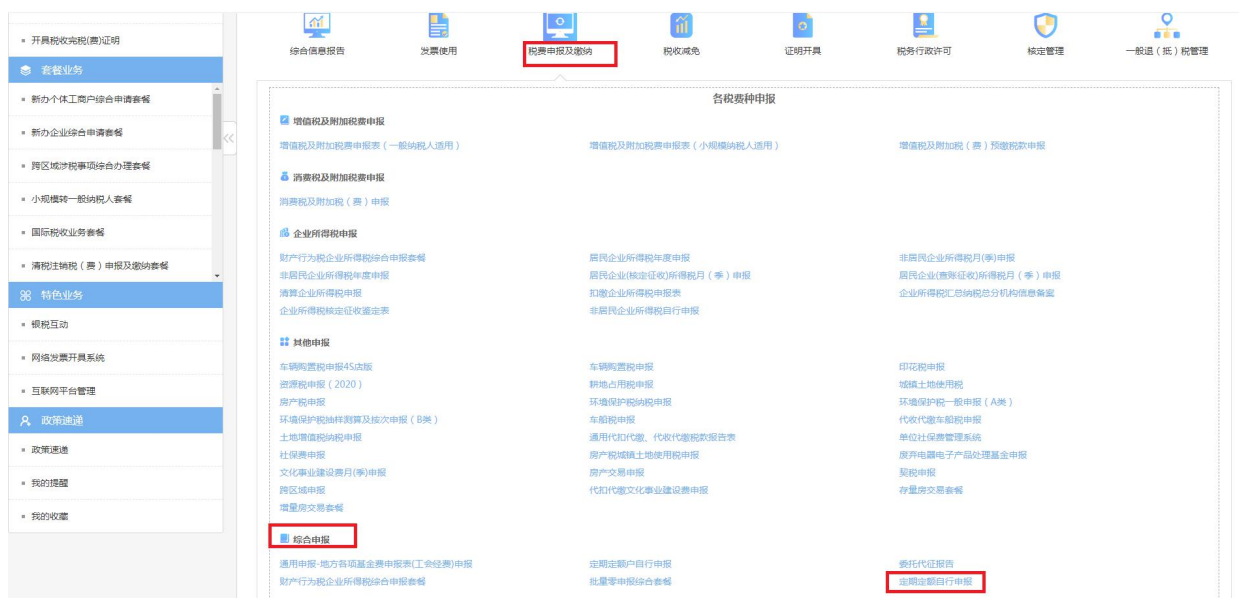 开具税收完税(费)证明
综合信息报告 发票使用 税费申报及缴纳 税收减免 证明开具 税务行政许可 核定管理 一般退（抵）税管理
套餐业务
新办个体工商户综合申请套餐
新办企业综合申请套餐
跨区域涉税事项综合办理套餐
小规模转一般纳税人套餐
国际税收业务套餐
清税注销税（费）申报及缴纳套餐
特色业务
银税互动
网络发票开具系统
互联网平台管理
政策速递
政策速递
我的提醒
我的收藏
各税费种申报
增值税及附加税费申报
增值税及附加税费申报表（一般纳税人适用） 增值税及附加税费申报表（小规模纳税人适用） 增值税及附加税（费）预缴税款申报
消费税及附加税费申报
消费税及附加税（费）申报
企业所得税申报
财产行为税企业所得税综合申报套餐 居民企业所得税年度申报 非居民企业所得税月(季)申报
非居民企业所得税年度申报 居民企业(核定征收)所得税月（季）申报 居民企业(查账征收)所得税月（季）申报
清算企业所得税申报 扣缴企业所得税申报表 企业所得税汇总纳税总分机构信息备案
企业所得税核定征收鉴定表 非居民企业所得税自行申报
其他申报
车辆购置税申报4S店版 车辆购置税申报 印花税申报
资源税申报（2020） 耕地占用税申报 城镇土地使用税
房产税申报 环境保护税纳税申报 环境保护税一般申报（A类）
环境保护税抽样测算及按次申报（B类） 车船税申报 代收代缴车船税申报
土地增值税纳税申报 通用代扣代缴、代收代缴税款报告表 单位社保费管理系统
社保费申报 房产税城镇土地使用税申报 废弃电器电子产品处理基金申报
文化事业建设费月(季)申报 房产交易申报 契税申报
跨区域申报 代扣代缴文化事业建设费申报 存量房交易套餐
增量房交易套餐
综合申报
通用申报-地方各项基金费申报表(工会经费)申报 定期定额户自行申报 委托代征报告
财产行为税企业所得税综合申报套餐 批量零申报综合套餐 定期定额自行申报